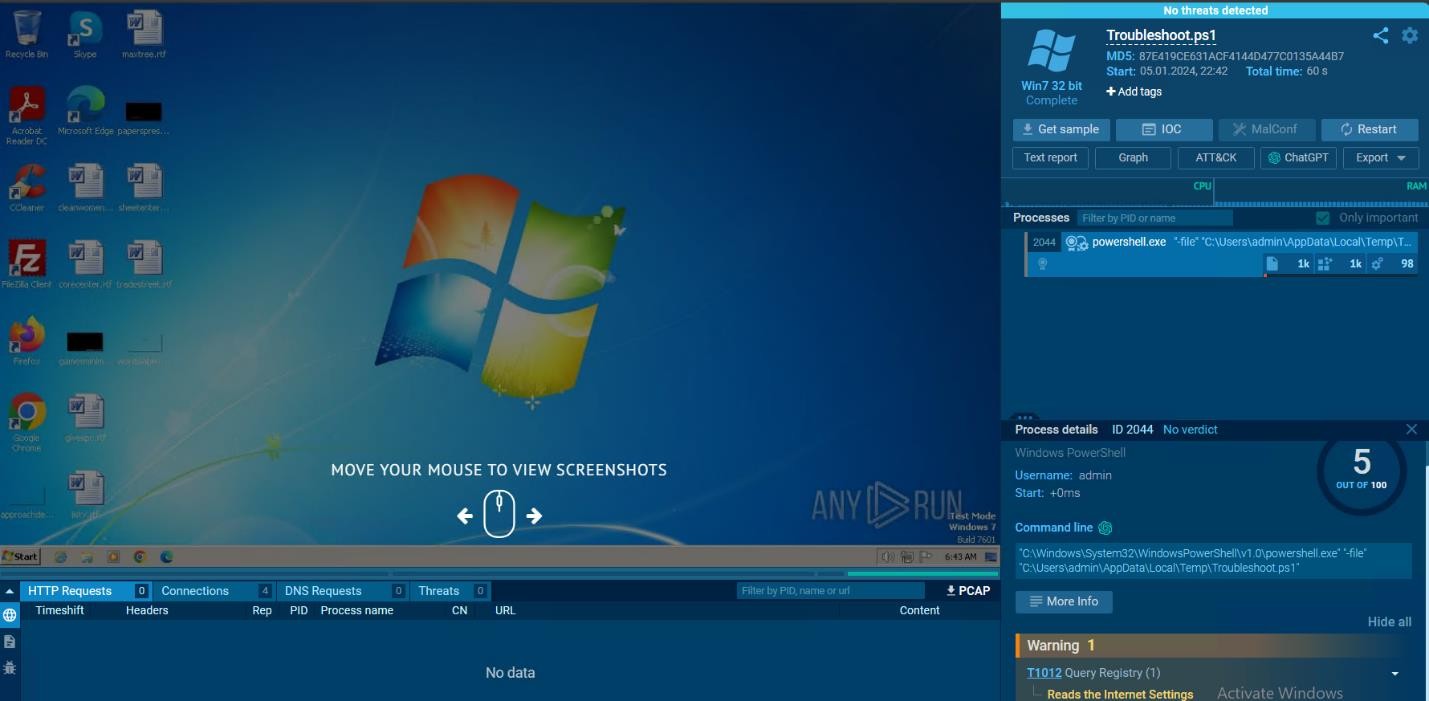 No threats detected
Recycle Bin
Skype
maxtree.rtf
Acrobat
Reader DC
Microsoft Edge
paperspres...
CCleaner
cleanwomen...
sheetenter...
FileZilla Client
corecenter.rtf
tradestreet.rtf
Firefox
Google
Chrome
givespc.rtf
approachde...
MOVE YOUR MOUSE TO VIEW SCREENSHOTS
ANY RUN
Test Mode
Windows 7
Build 7601
Start
6:43 AM
Troubleshoot.ps1
MD5: 87E419CE631ACF4144D477C0135A44B7
Start: 05.01.2024, 22:42 Total time: 60 s
Win7 32 bit
Complete
Add tags
Get sample
IOC
MalConf
Restart
Text report
Graph
ATT&CK
ChatGPT
Export
CPU
RAM
Processes
Filter by PID or name
Only important
2044
powershell.exe "-file" "C:\Users\admin\AppData\Local\Temp\T...
1k
1k
98
Process details ID 2044 No verdict
Windows PowerShell
Username: admin
Start: +0ms
5
OUT OF 100
Command line
"C:\Windows\System32\WindowsPowerShell\v1.0\powershell.exe" "-file"
"C:\Users\admin\AppData\Local\Temp\Troubleshoot.ps1"
More Info
Hide all
Warning 1
T1012 Query Registry (1)
Reads the Internet Settings
Activate Windows
HTTP Requests 0
Connections 4
DNS Requests 0
Threats 0
Filter by PID, name or url
PCAP
Timeshift
Headers
Rep
PID
Process name
CN
URL
Content
No data